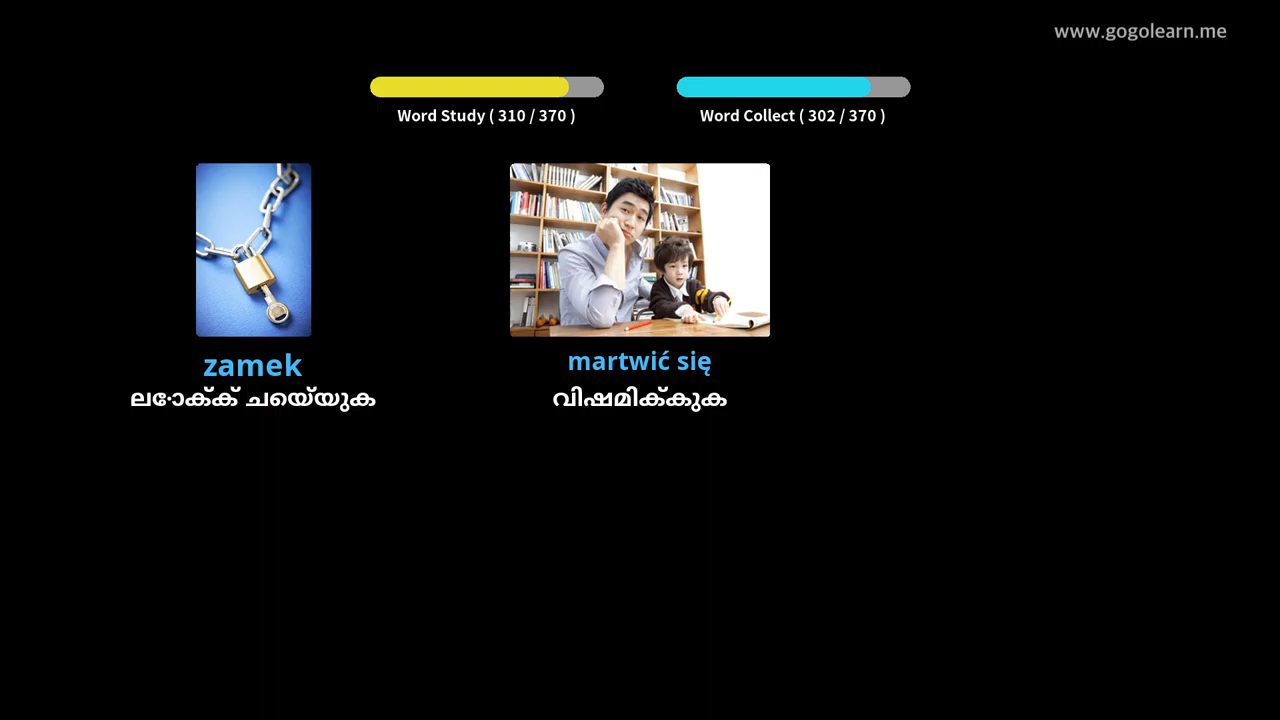 www.gogolearn.me
Word Study ( 310 / 370 )
Word Collect ( 302 / 370 )
zamek
ലോക്ക് ചെയ്യുക
martwić się
വിഷമിക്കുക